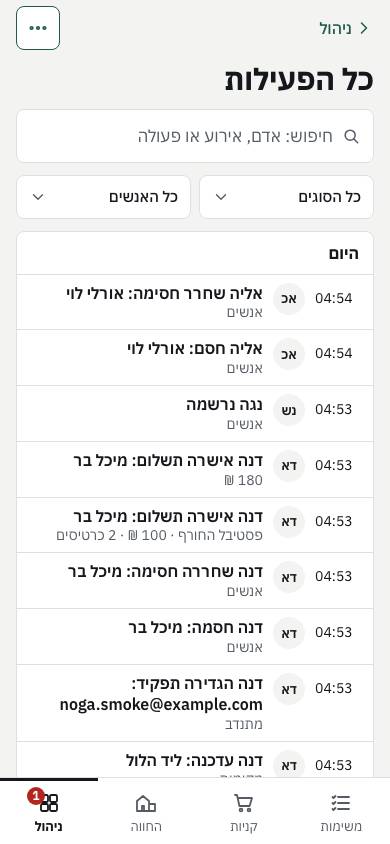 ניהול
כל הפעילות
חיפוש: אדם, אירוע או פעולה
כל הסוגים
כל האנשים
היום
04:54
אכ
אליה שחרר חסימה: אורלי לוי
אנשים
04:54
אכ
אליה חסם: אורלי לוי
אנשים
04:53
נש
נגה נרשמה
אנשים
04:53
דא
דנה אישרה תשלום: מיכל בר
180 ₪
04:53
דא
דנה אישרה תשלום: מיכל בר
פסטיבל החורף · 100 ₪ · 2 כרטיסים
04:53
דא
דנה שחררה חסימה: מיכל בר
אנשים
04:53
דא
דנה חסמה: מיכל בר
אנשים
04:53
דא
דנה הגדירה תפקיד:
noga.smoke@example.com
מתנדב
04:53
דא
דנה עדכנה: ליד הלול
משימות
קניות
החווה
1
ניהול